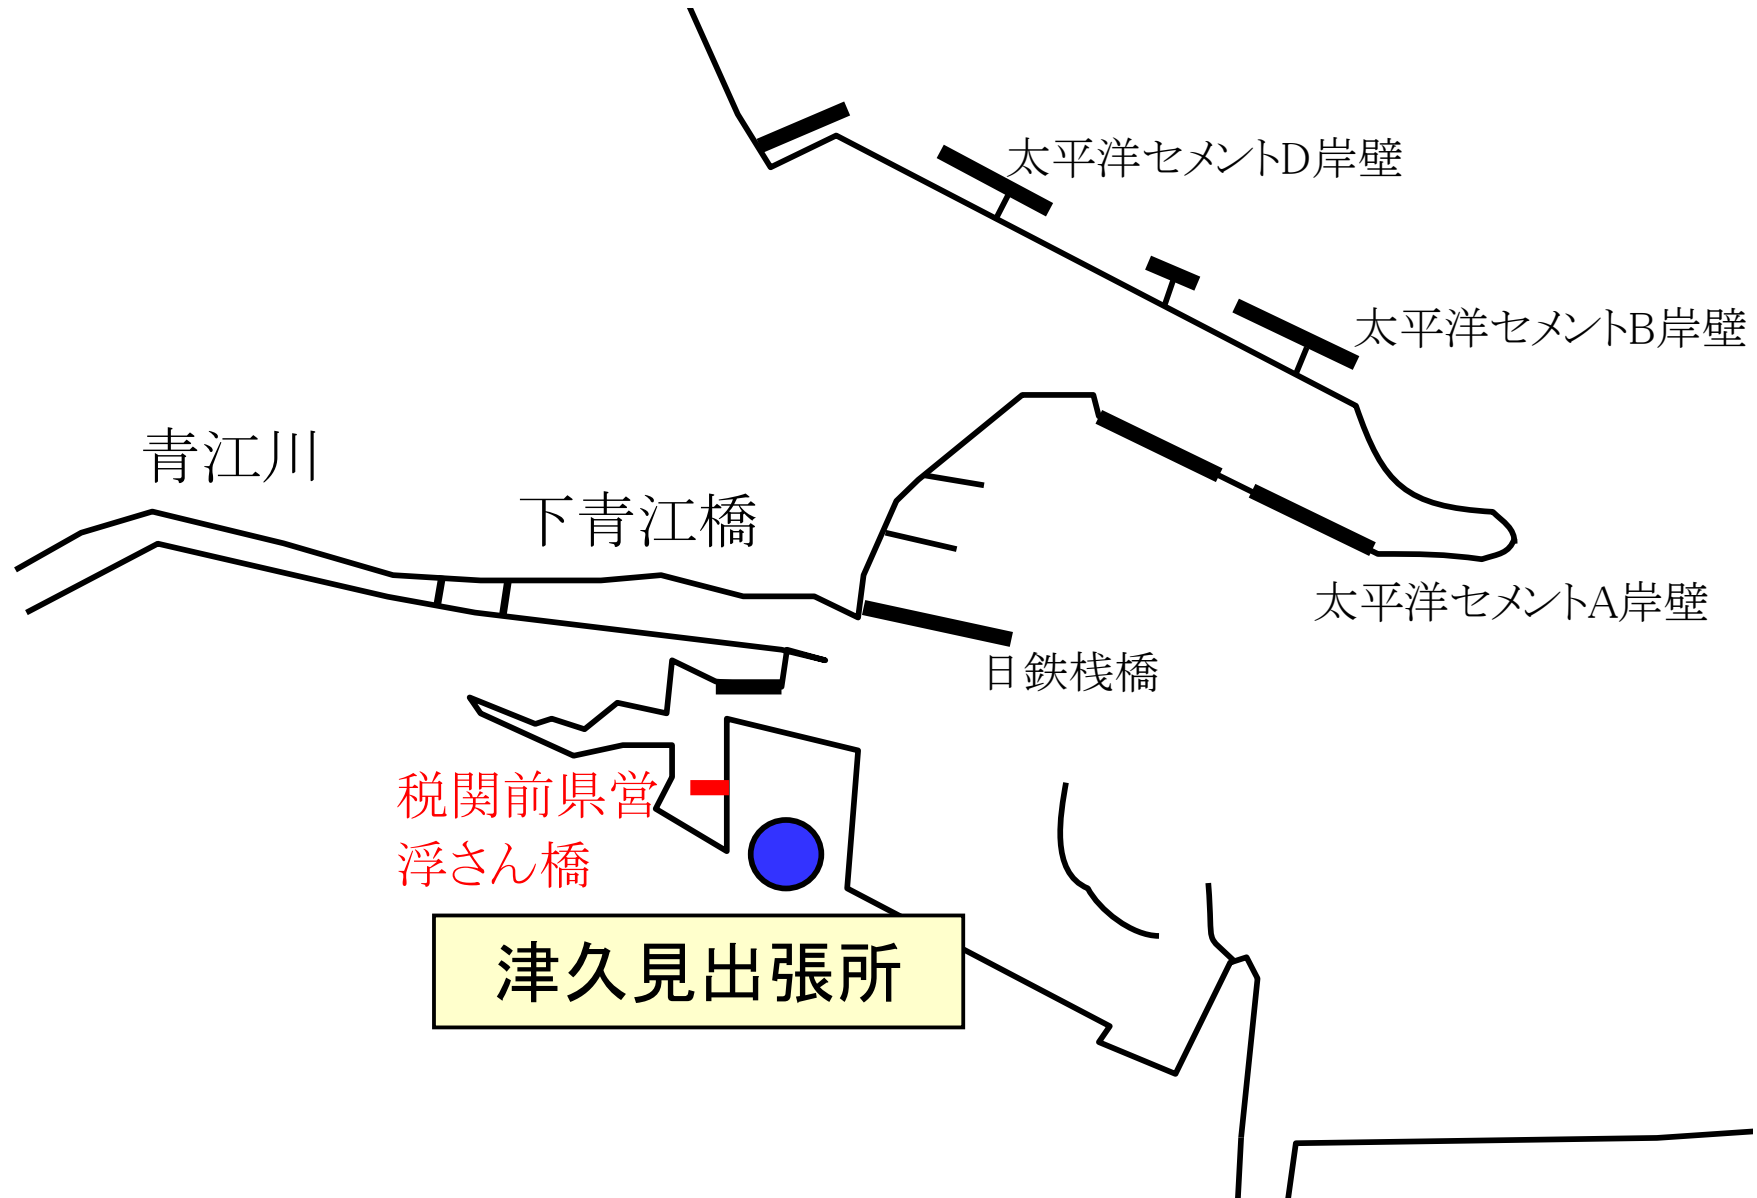 太平洋セメントD岸壁
太平洋セメントB岸壁
青江川
下青江橋
太平洋セメントA岸壁
日鉄桟橋
税関前県営
浮さん橋
津久見出張所